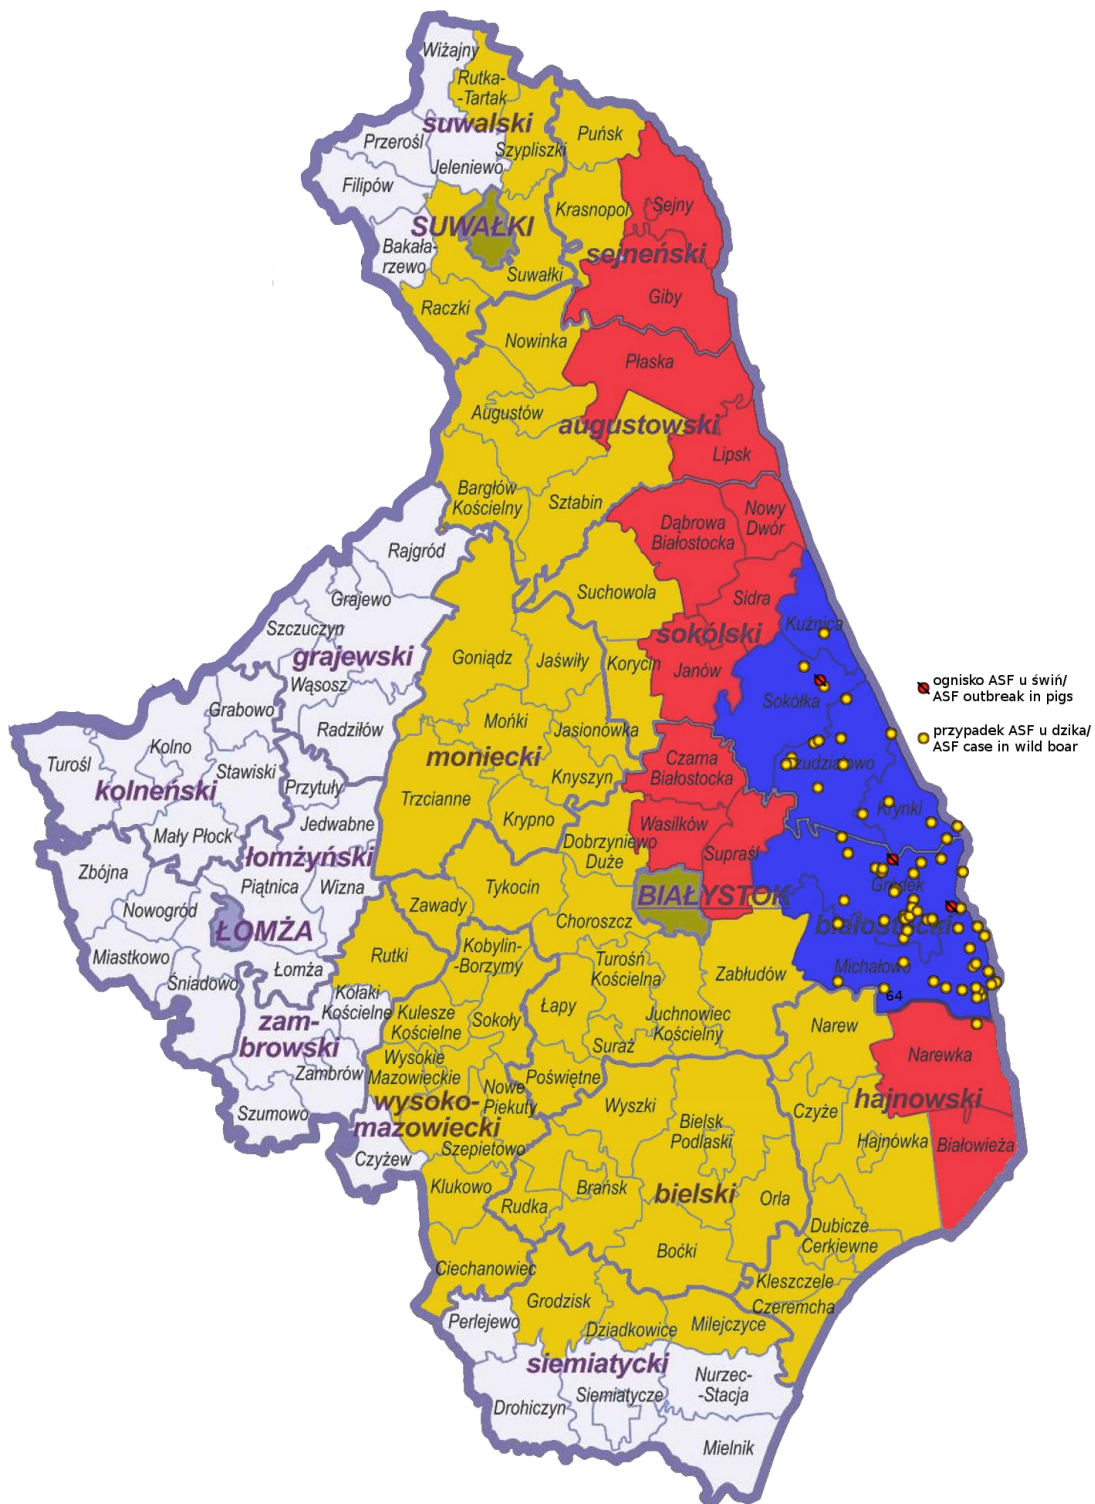 Wiżajny
Rutka-
-Tartak
suwalski
Przerośl
Szypliszki
Puńsk
Jeleniewo
Filipów
Krasnopol
Sejny
SUWAŁKI
Bakała-
rzewo
sejneński
Suwałki
Raczki
Giby
Nowinka
Płaska
Augustów
augustowski
Lipsk
Bargłów
Kościelny
Sztabin
Nowy
Dwór
Dąbrowa
Białostocka
Rajgród
Suchowola
Sidra
Grajewo
Kuźnica
Szczuczyn
sokólski
grajewski
Goniądz
Jaświły
Korycin
Janów
Wąsosz
Sokółka
ognisko ASF u świń/
ASF outbreak in pigs
Grabowo
Radziłów
Mońki
Jasionówka
przypadek ASF u dzika/
ASF case in wild boar
Kolno
moniecki
Czarna
Białostocka
Turośl
Stawiski
Knyszyn
kolneński
Przytuły
Trzcianne
Krynki
Jedwabne
Krypno
Wasilków
Mały Płock
Dobrzyniewo
Duże
Supraśl
łomżyński
Zbójna
Piątnica
Wizna
Tykocin
Gródek
BIAŁYSTOK
Nowogród
Zawady
Choroszcz
białostocki
ŁOMŻA
Miastkowo
Rutki
Kobylin-
-Borzymy
Turośń
Kościelna
Zabłudów
Michałowo
Śniadowo
Łomża
64
Kołaki
Kościelne
Kulesze
Kościelne
Sokoły
Łapy
Juchnowiec
Kościelny
Narew
zam-
browski
Suraż
Wysokie
Mazowieckie
Narewka
Zambrów
Nowe
Piekuty
Poświętne
Szumowo
wysoko-
mazowiecki
Wyszki
Czyże
hajnowski
Bielsk
Podlaski
Hajnówka
Białowieża
Szepietowo
Czyżew
Klukowo
Brańsk
bielski
Rudka
Orla
Dubicze
Cerkiewne
Boćki
Ciechanowiec
Kleszczele
Grodzisk
Czeremcha
Perlejewo
Dziadkowice
Milejczyce
siemiatycki
Nurzec-
-Stacja
Siemiatycze
Drohiczyn
Mielnik